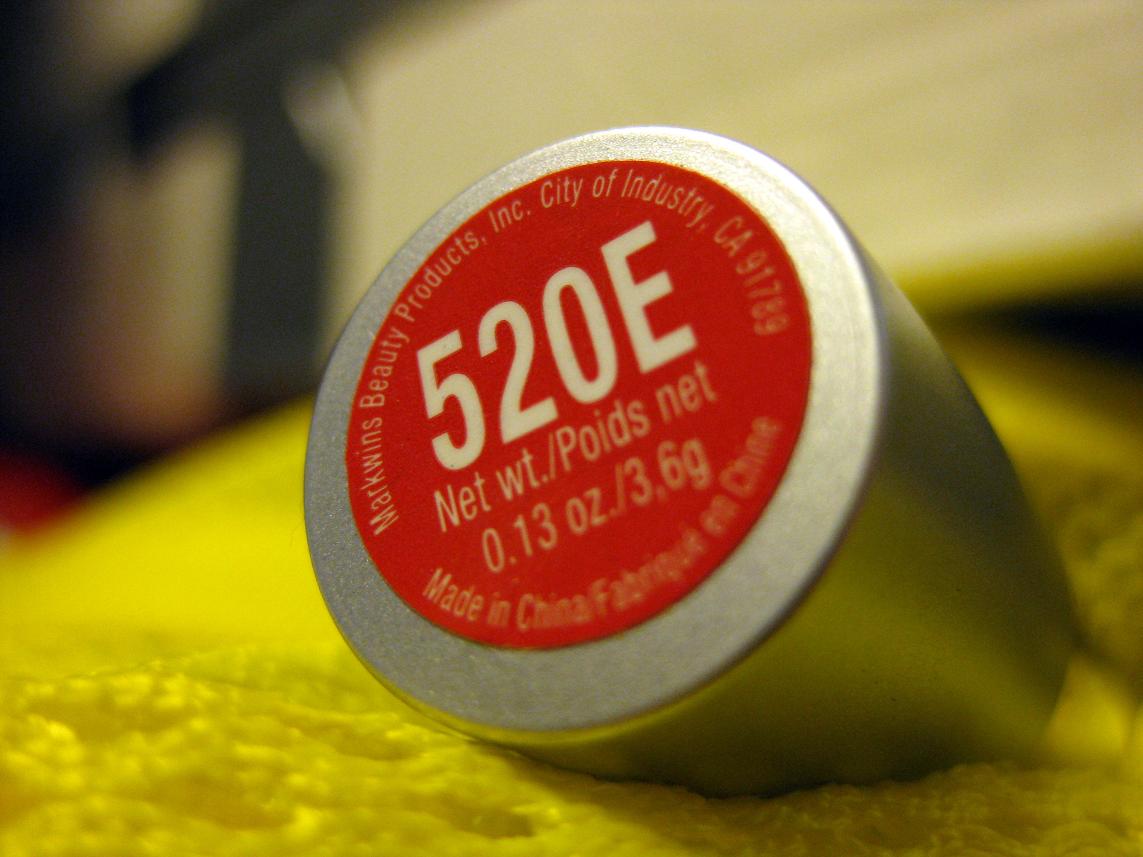 Markwins Beauty Products, Inc. City of Industry, CA 91789
520E
Net wt./Poids net
0.13 oz./3,6g
Made in China/Fabriqué en Chine